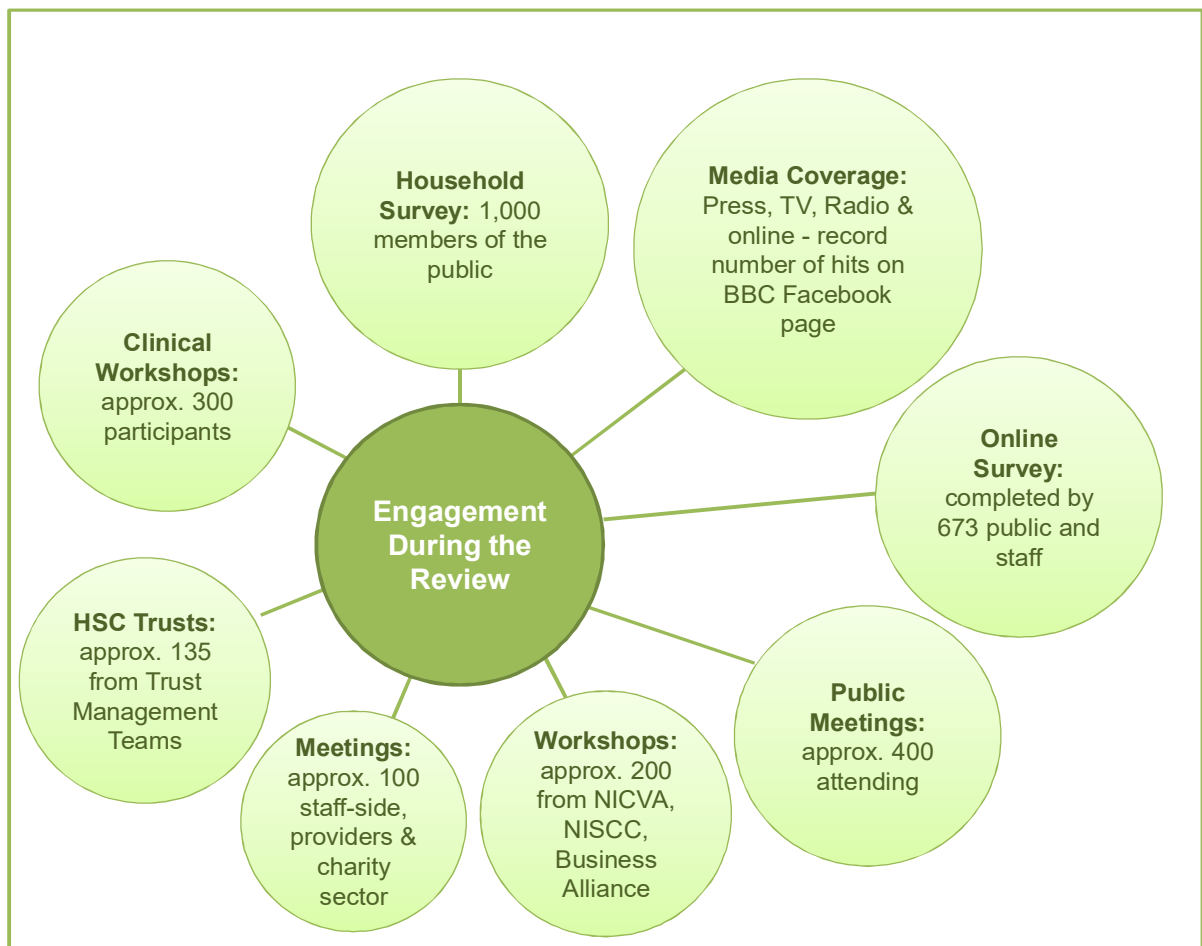 Household
Survey: 1,000
members of the
public
Media Coverage:
Press, TV, Radio &
online - record
number of hits on
BBC Facebook
page
Clinical
Workshops:
approx. 300
participants
Online
Survey:
completed by
673 public and
staff
Engagement
During the
Review
HSC Trusts:
approx. 135
from Trust
Management
Teams
Public
Meetings:
approx. 400
attending
Meetings:
approx. 100
staff-side,
providers &
charity
sector
Workshops:
approx. 200
from NICVA,
NISCC,
Business
Alliance